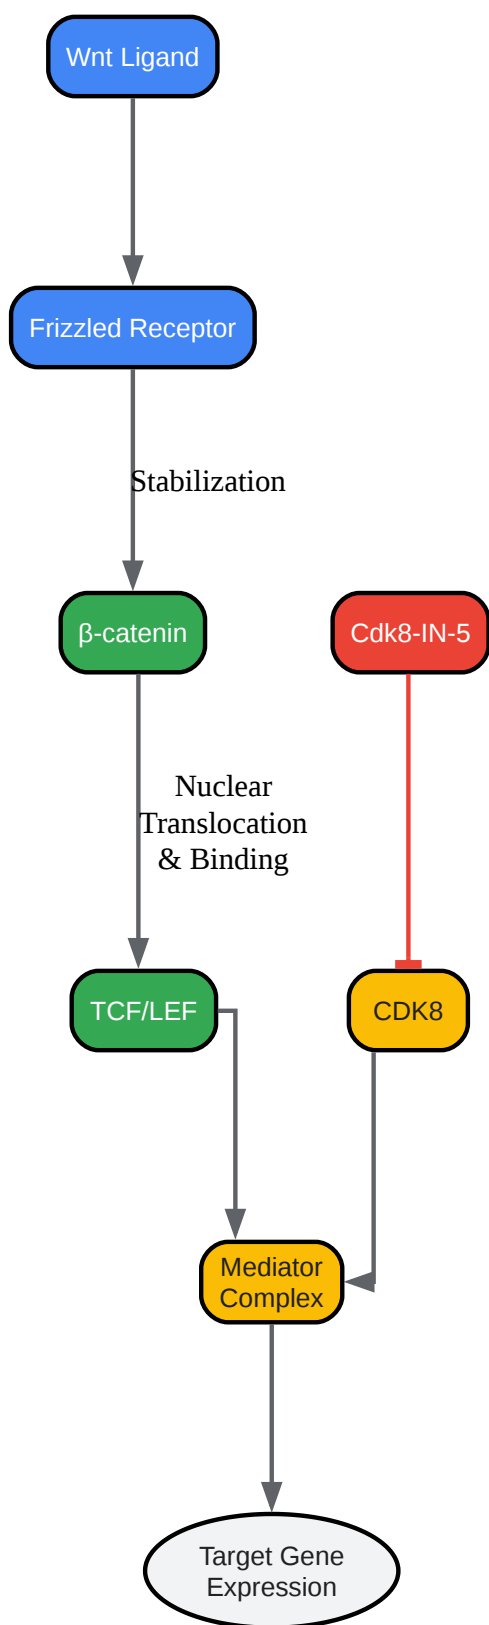 Wnt Ligand
Frizzled Receptor
Stabilization
β-catenin
Cdk8-IN-5
Nuclear
Translocation
& Binding
TCF/LEF
CDK8
Mediator
Complex
Target Gene
Expression